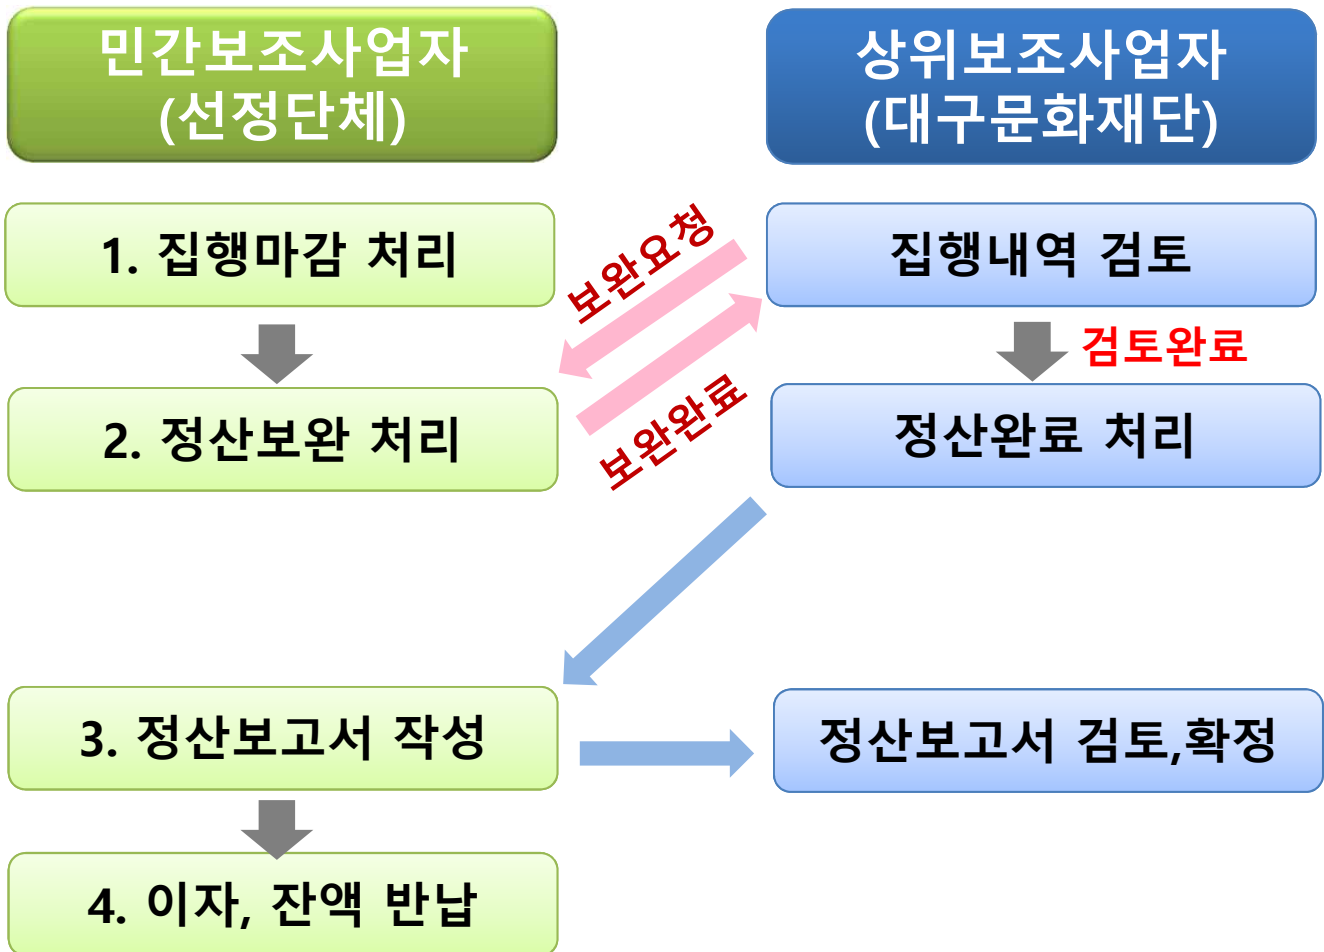 민간보조사업자
(선정단체)
상위보조사업자
(대구문화재단)
1. 집행마감 처리
보완요청
집행내역 검토
검토완료
2. 정산보완 처리
보완완료
정산완료 처리
3. 정산보고서 작성
정산보고서 검토,확정
4. 이자, 잔액 반납